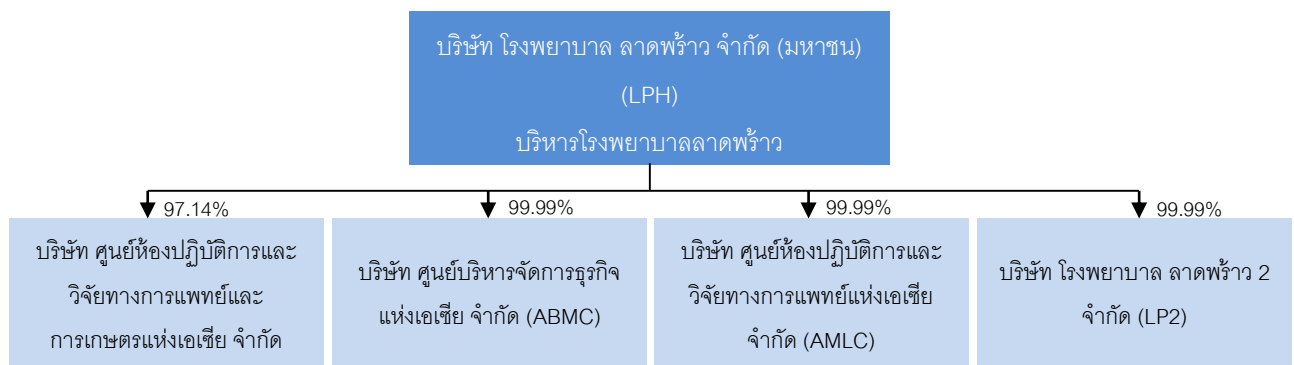 บริษัท โรงพยาบาล ลาดพร้าว จำกัด (มหาชน)
(LPH)
บริหารโรงพยาบาลลาดพร้าว
97.14%
99.99%
99.99%
99.99%
บริษัท ศูนย์ห้องปฏิบัติการและ
วิจัยทางการแพทย์และ
การเกษตรแห่งเอเซีย จำกัด
บริษัท ศูนย์บริหารจัดการธุรกิจ
แห่งเอเซีย จำกัด (ABMC)
บริษัท ศูนย์ห้องปฏิบัติการและ
วิจัยทางการแพทย์แห่งเอเซีย
จำกัด (AMLC)
บริษัท โรงพยาบาล ลาดพร้าว 2
จำกัด (LP2)